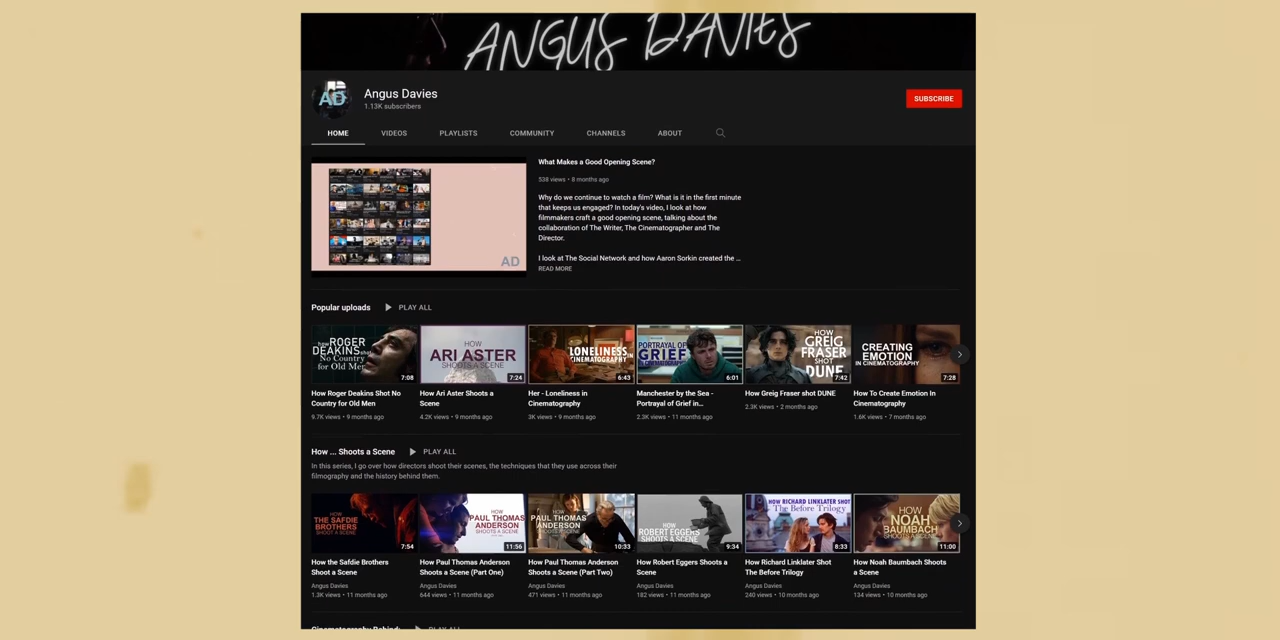 ANGUS DAVIES
AD
Angus Davies
1.13K subscribers
SUBSCRIBE
HOME
VIDEOS
PLAYLISTS
COMMUNITY
CHANNELS
ABOUT
AD
What Makes a Good Opening Scene?
538 views • 8 months ago
Why do we continue to watch a film? What is it in the first minute
that keeps us engaged? In today's video, I look at how
filmmakers craft a good opening scene, talking about the
collaboration of The Writer, The Cinematographer and The
Director.
I look at The Social Network and how Aaron Sorkin created the ...
READ MORE
Popular uploads
PLAY ALL
how ROGER
DEAKINS shot
No Country
for Old Men
7:08
HOW
ARI ASTER
SHOOTS A SCENE
7:24
LONELINESS IN
CINEMATOGRAPHY
6:43
PORTRAYAL OF
GRIEF IN
CINEMATOGRAPHY
6:01
HOW
GREIG
FRASER
SHOT
DUNE
7:42
CREATING
EMOTION
IN CINEMATOGRAPHY
7:28
How Roger Deakins Shot No
Country for Old Men
9.7K views • 9 months ago
How Ari Aster Shoots a
Scene
4.2K views • 9 months ago
Her - Loneliness in
Cinematography
3K views • 9 months ago
Manchester by the Sea -
Portrayal of Grief in...
2.3K views • 11 months ago
How Greig Fraser shot DUNE
2.3K views • 2 months ago
How To Create Emotion In
Cinematography
1.6K views • 7 months ago
How ... Shoots a Scene
PLAY ALL
In this series, I go over how directors shoot their scenes, the techniques that they use across their
filmography and the history behind them.
HOW
THE SAFDIE
BROTHERS
SHOOT A SCENE
7:54
HOW
PAUL THOMAS
ANDERSON
SHOOTS A SCENE
11:56
HOW
PAUL THOMAS
ANDERSON
SHOOTS A SCENE
10:33
HOW
ROBERT EGGERS
SHOOTS A SCENE
9:34
HOW RICHARD LINKLATER SHOT
The Before Trilogy
8:33
HOW
NOAH
BAUMBACH
SHOOTS A SCENE
11:00
How the Safdie Brothers
Shoot a Scene
Angus Davies
1.3K views • 11 months ago
How Paul Thomas Anderson
Shoots a Scene (Part One)
Angus Davies
644 views • 11 months ago
How Paul Thomas Anderson
Shoots a Scene (Part Two)
Angus Davies
471 views • 11 months ago
How Robert Eggers Shoots a
Scene
Angus Davies
182 views • 11 months ago
How Richard Linklater Shot
The Before Trilogy
Angus Davies
240 views • 10 months ago
How Noah Baumbach Shoots
a Scene
Angus Davies
134 views • 10 months ago
Cinematography Behind:
PLAY ALL